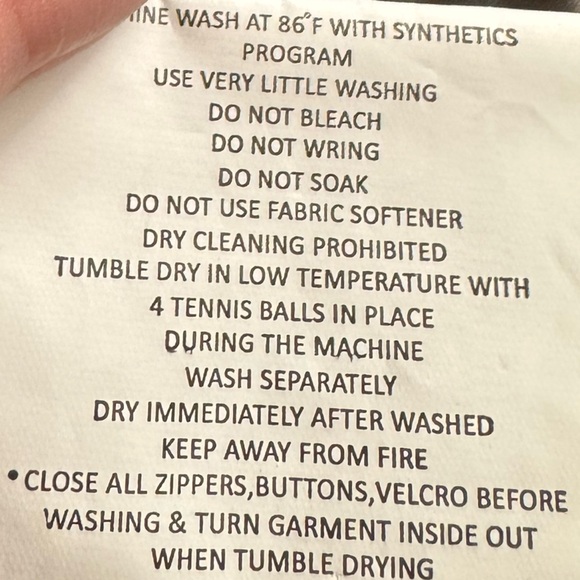 WASH AT 86°F WITH SYNTHETICS
PROGRAM
USE VERY LITTLE WASHING
DO NOT BLEACH
DO NOT WRING
DO NOT SOAK
DO NOT USE FABRIC SOFTENER
DRY CLEANING PROHIBITED
TUMBLE DRY IN LOW TEMPERATURE WITH
4 TENNIS BALLS IN PLACE
DURING THE MACHINE
WASH SEPARATELY
DRY IMMEDIATELY AFTER WASHED
KEEP AWAY FROM FIRE
•CLOSE ALL ZIPPERS,BUTTONS,VELCRO BEFORE
WASHING & TURN GARMENT INSIDE OUT
WHEN TUMBLE DRYING